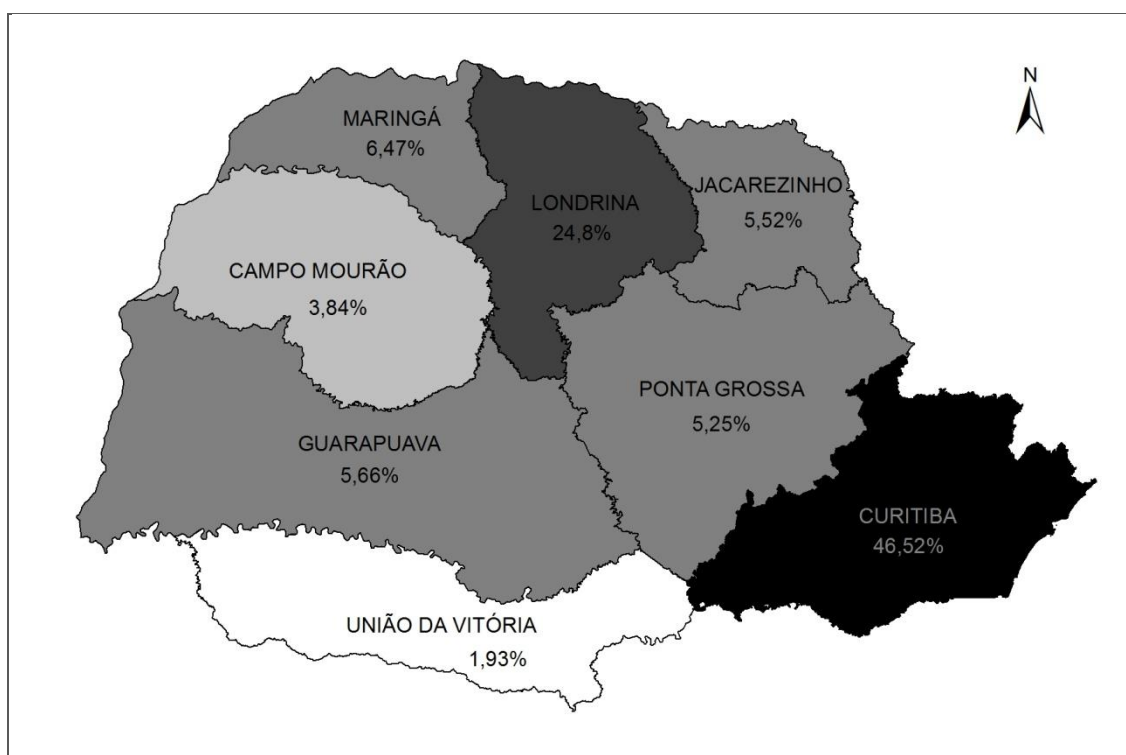 N
MARINGÁ
6,47%
LONDRINA
24,8%
JACAREZINHO
5,52%
CAMPO MOURÃO
3,84%
PONTA GROSSA
5,25%
GUARAPUAVA
5,66%
CURITIBA
46,52%
UNIÃO DA VITÓRIA
1,93%